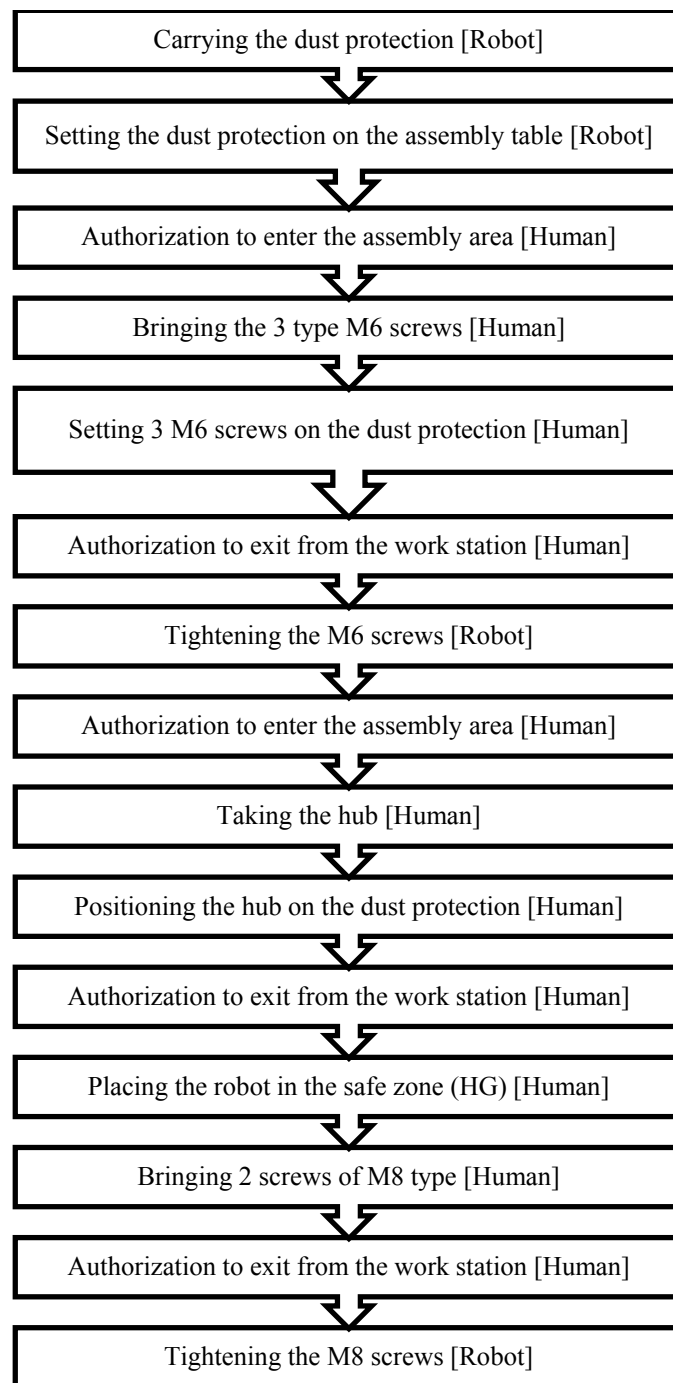 Carrying the dust protection [Robot]
Setting the dust protection on the assembly table [Robot]
Authorization to enter the assembly area [Human]
Bringing the 3 type M6 screws [Human]
Setting 3 M6 screws on the dust protection [Human]
Authorization to exit from the work station [Human]
Tightening the M6 screws [Robot]
Authorization to enter the assembly area [Human]
Taking the hub [Human]
Positioning the hub on the dust protection [Human]
Authorization to exit from the work station [Human]
Placing the robot in the safe zone (HG) [Human]
Bringing 2 screws of M8 type [Human]
Authorization to exit from the work station [Human]
Tightening the M8 screws [Robot]